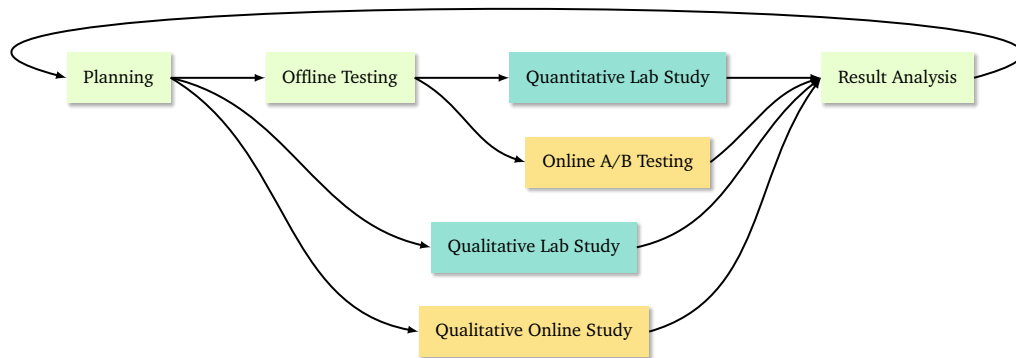 Planning
Offline Testing
Quantitative Lab Study
Result Analysis
Online A/B Testing
Qualitative Lab Study
Qualitative Online Study